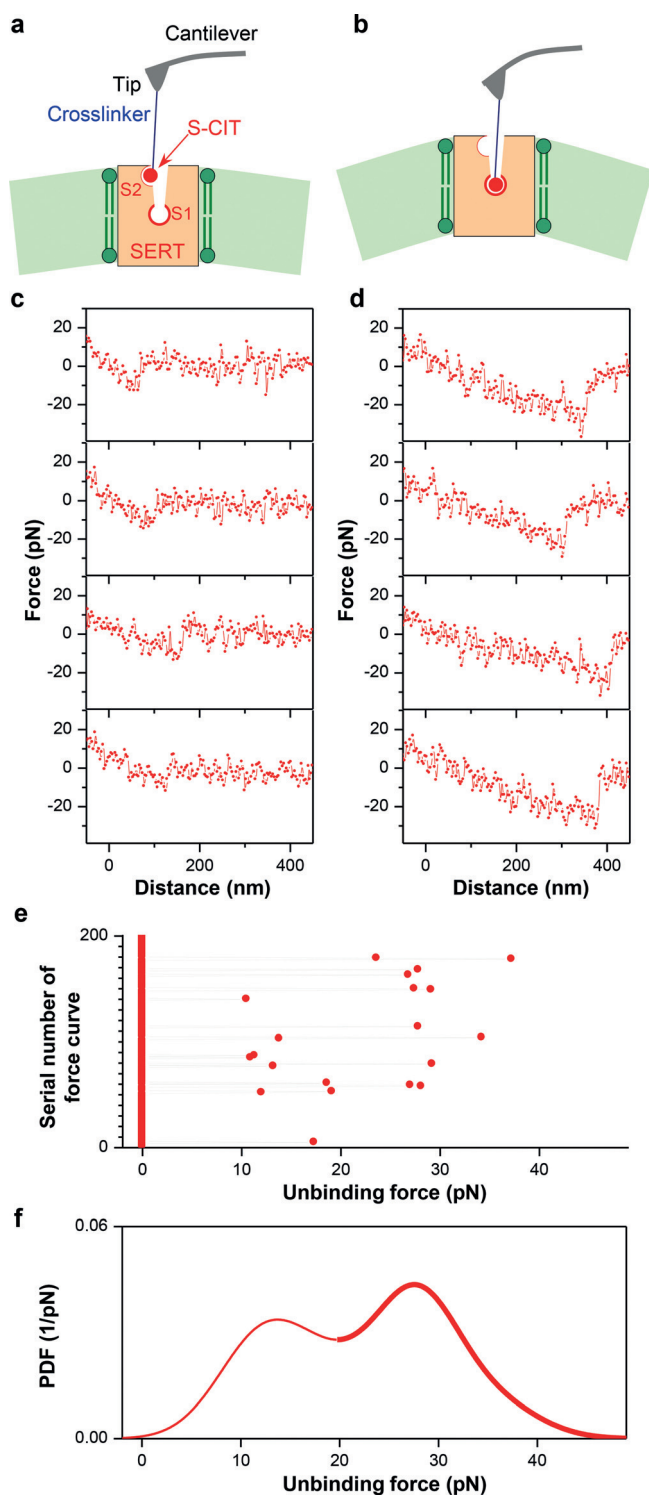 a
Cantilever
Tip
Crosslinker
S-CIT
S2
S1
SERT
b
c
20
0
-20
20
0
-20
20
0
-20
20
0
-20
Force (pN)
0
200
400
Distance (nm)
d
20
0
-20
20
0
-20
20
0
-20
20
0
-20
Force (pN)
0
200
400
Distance (nm)
e
200
0
Serial number of
force curve
0
10
20
30
40
Unbinding force (pN)
f
0.06
0.00
PDF (1/pN)
0
10
20
30
40
Unbinding force (pN)